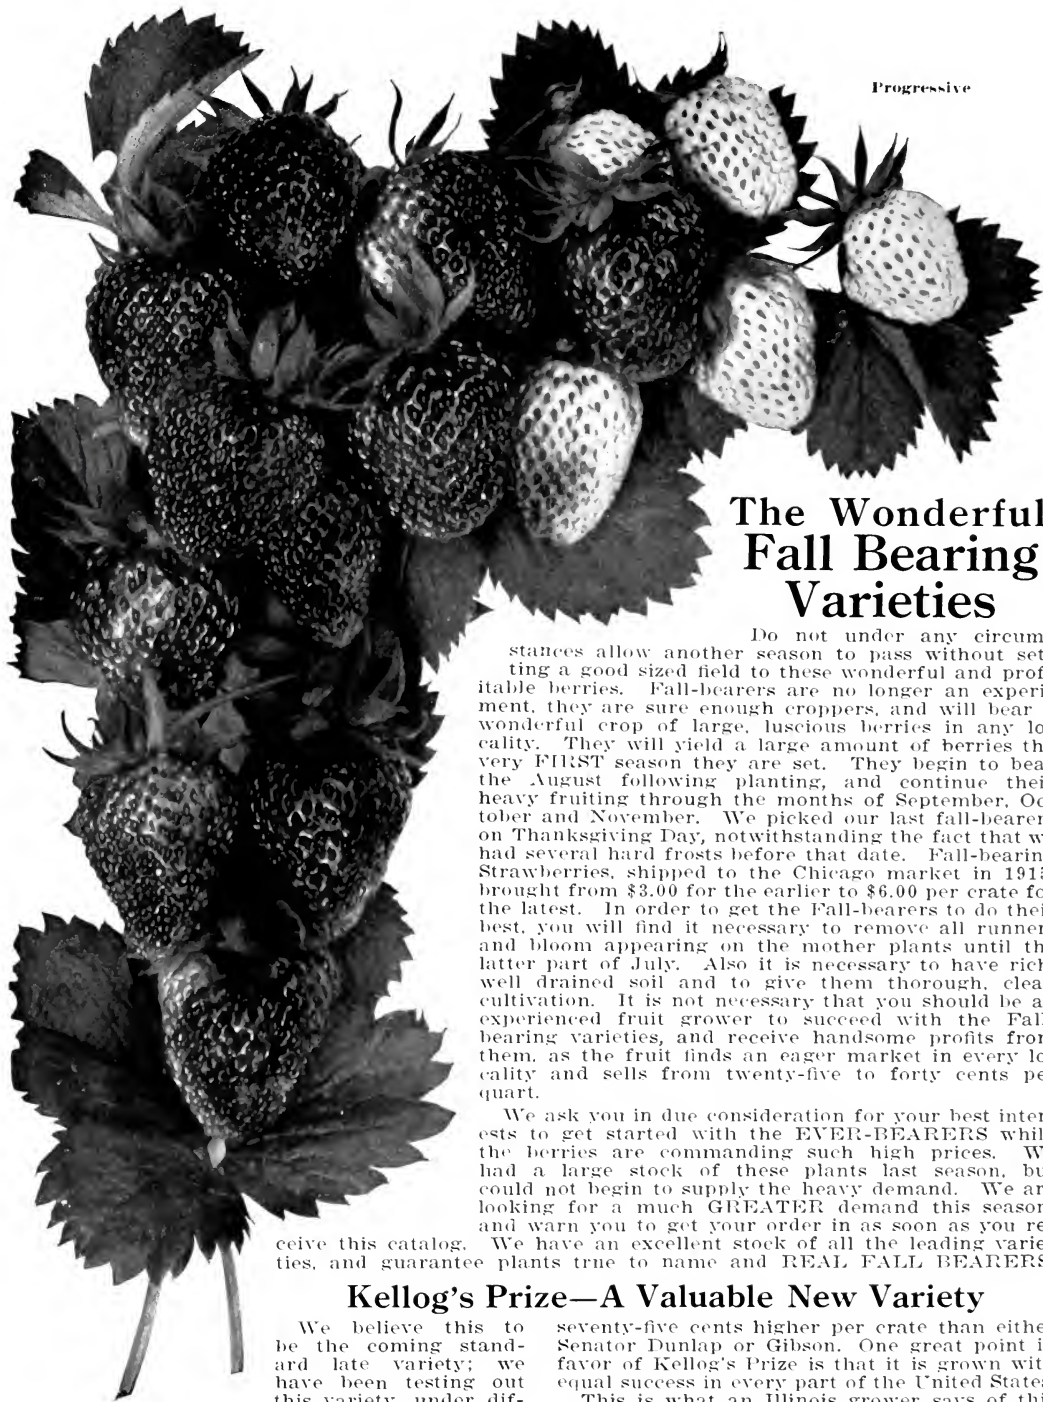 Progressive
The Wonderful
Fall Bearing
Varieties
Do not under any circum
stances allow another season to pass without set
ting a good sized field to these wonderful and prof
itable berries. Fall-bearers are no longer an experi
ment, they are sure enough croppers, and will bear
wonderful crop of large, luscious berries in any lo
cality. They will yield a large amount of berries th
very FIRST season they are set. They begin to bea
the August following planting, and continue thei
heavy fruiting through the months of September, Oc
tober and November. We picked our last fall-bearer
on Thanksgiving Day, notwithstanding the fact that w
had several hard frosts before that date. Fall-bearin
Strawberries, shipped to the Chicago market in 191
brought from $3.00 for the earlier to $6.00 per crate fo
the latest. In order to get the Fall-bearers to do thei
best, you will find it necessary to remove all runner
and bloom appearing on the mother plants until th
latter part of July. Also it is necessary to have rich
well drained soil and to give them thorough, clea
cultivation. It is not necessary that you should be a
experienced fruit grower to succeed with the Fall
bearing varieties, and receive handsome profits from
them, as the fruit finds an eager market in every lo
cality and sells from twenty-five to forty cents pe
quart.
We ask you in due consideration for your best inter
ests to get started with the EVER-BEARERS whil
the berries are commanding such high prices. W
had a large stock of these plants last season, bu
could not begin to supply the heavy demand. We ar
looking for a much GREATER demand this season
and warn you to get your order in as soon as you re
ceive this catalog. We have an excellent stock of all the leading varie
ties, and guarantee plants true to name and REAL FALL BEARERS
Kellog's Prize—A Valuable New Variety
We believe this to
be the coming stand-
ard late variety; we
have been testing out
this variety under dif-
seventy-five cents higher per crate than eithe
Senator Dunlap or Gibson. One great point i
favor of Kellog's Prize is that it is grown wit
equal success in every part of the United States
This is what an Illinois grower says of thi